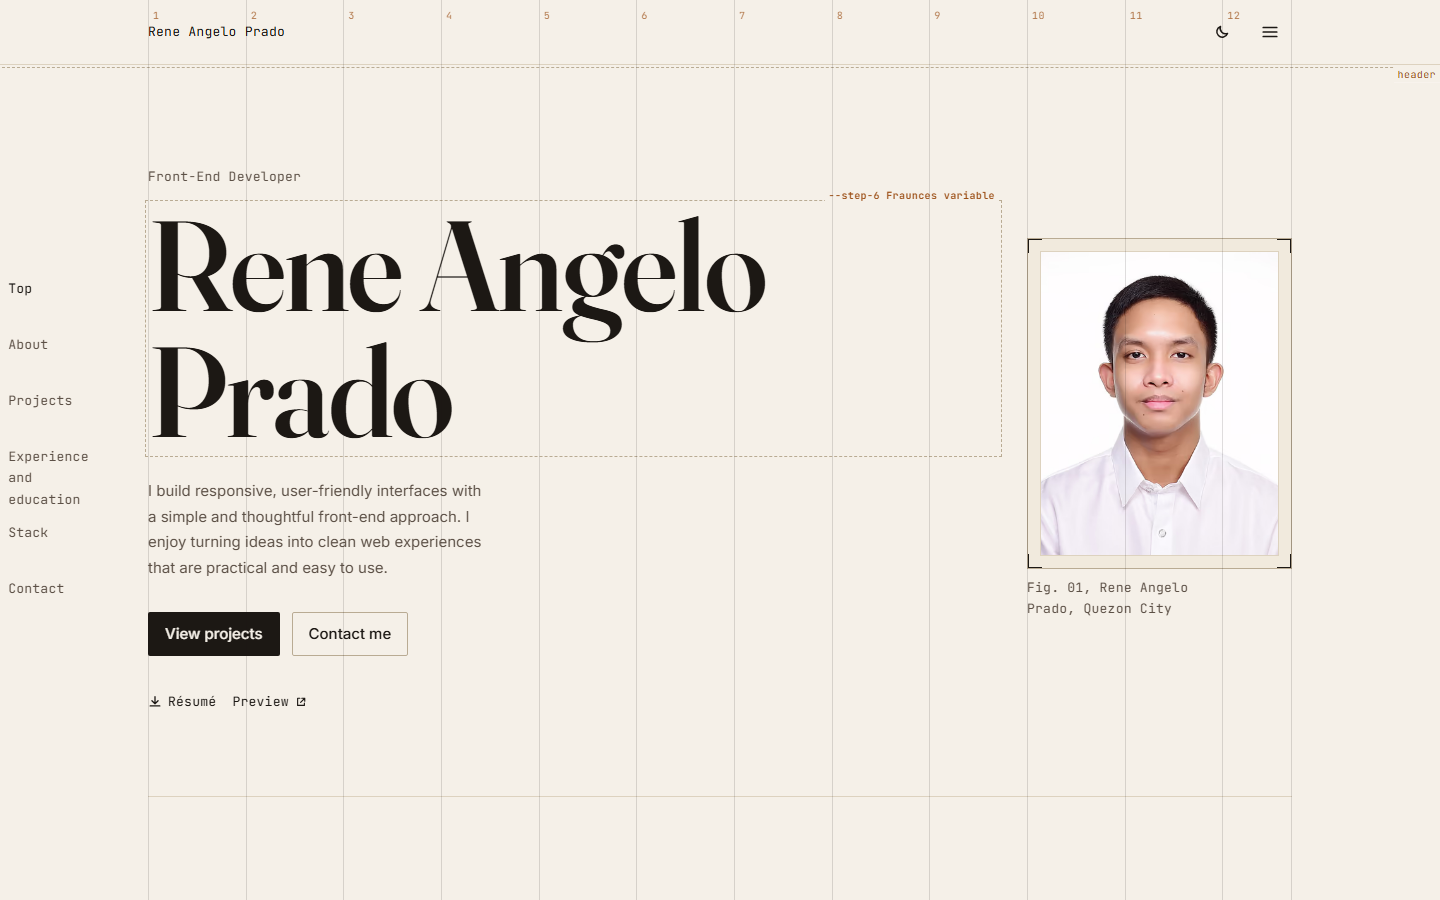 1 2 3 4 5 6 7 8 9 10 11 12
Rene Angelo Prado
header
Front-End Developer
--step-6 Fraunces variable
Rene Angelo
Prado
Top
About
Projects
Experience
and
education
Stack
Contact
I build responsive, user-friendly interfaces with
a simple and thoughtful front-end approach. I
enjoy turning ideas into clean web experiences
that are practical and easy to use.
View projects Contact me
Résumé Preview
Fig. 01, Rene Angelo
Prado, Quezon City